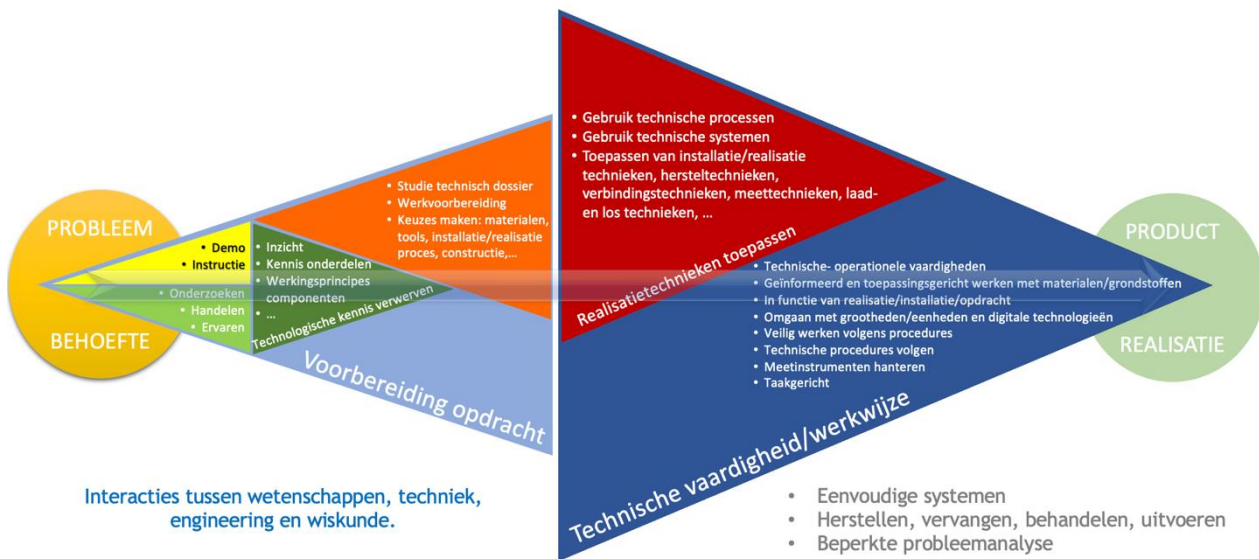 PROBLEEM
BEHOEFTE
• Demo
• Instructie
• Onderzoeken
• Handelen
• Ervaren
• Inzicht
• Kennis onderdelen
• Werkingsprincipes
componenten
• ...
Technologische kennis verwerven
• Studie technisch dossier
• Werkvoorbereiding
• Keuzes maken: materialen,
tools, installatie/realisatie
proces, constructie,...
Voorbereiding opdracht
• Gebruik technische processen
• Gebruik technische systemen
• Toepassen van installatie/realisatie
technieken, hersteltechnieken,
verbindingstechnieken, meettechnieken, laad-
en los technieken, ...
Realisatietechnieken toepassen
• Technische- operationele vaardigheden
• Geïnformeerd en toepassingsgericht werken met materialen/grondstoffen
• In functie van realisatie/installatie/opdracht
• Omgaan met grootheden/eenheden en digitale technologieën
• Veilig werken volgens procedures
• Technische procedures volgen
• Meetinstrumenten hanteren
• Taakgericht
Technische vaardigheid/werkwijze
PRODUCT
REALISATIE
Interacties tussen wetenschappen, techniek,
engineering en wiskunde.
• Eenvoudige systemen
• Herstellen, vervangen, behandelen, uitvoeren
• Beperkte probleemanalyse